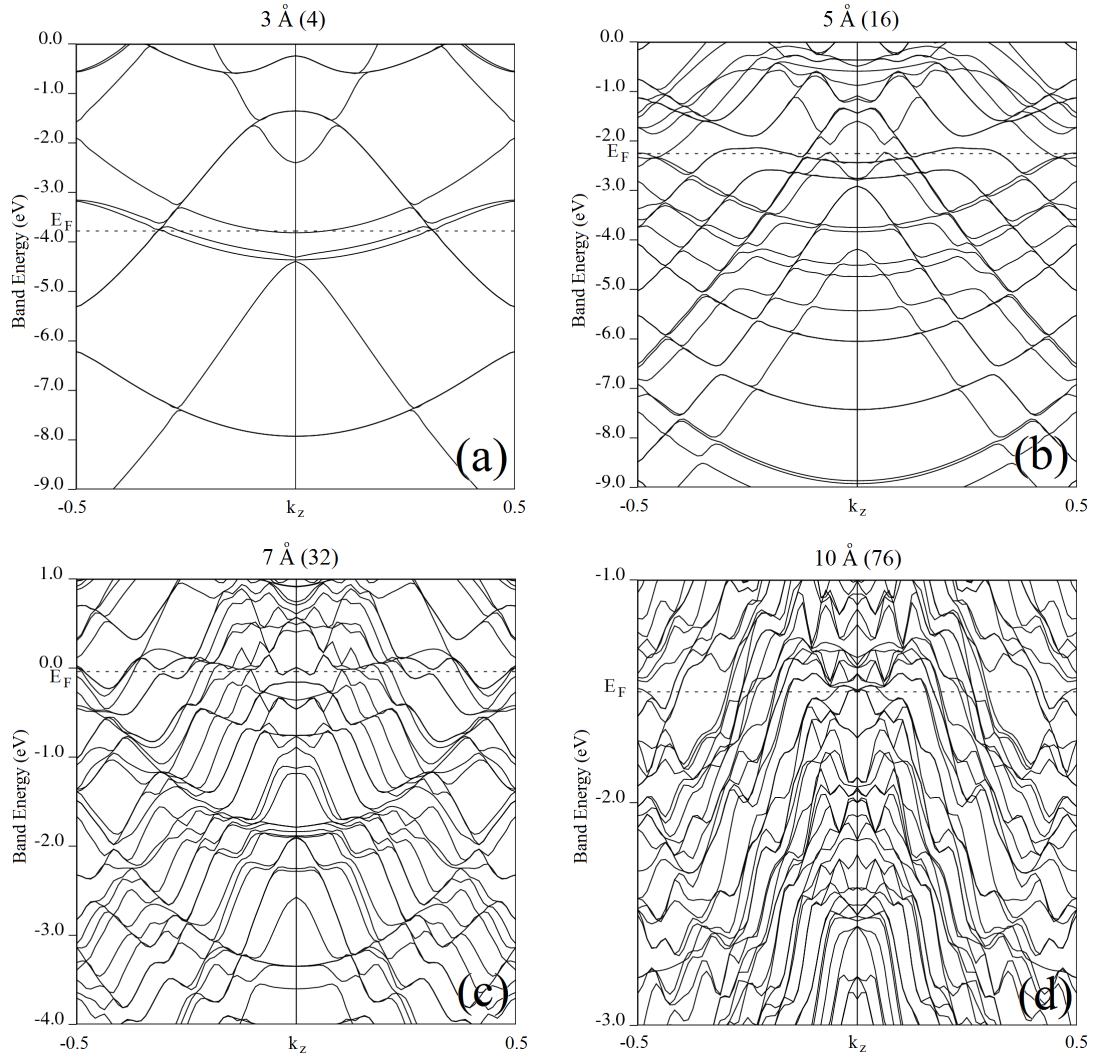 3 Å (4)
0.0
-1.0
-2.0
-3.0
E_F
-4.0
-5.0
-6.0
-7.0
-8.0
-9.0
Band Energy (eV)
(a)
-0.5
k_z
0.5
5 Å (16)
0.0
-1.0
-2.0
E_F
-3.0
-4.0
-5.0
-6.0
-7.0
-8.0
-9.0
Band Energy (eV)
(b)
-0.5
k_z
0.5
7 Å (32)
1.0
0.0
E_F
-1.0
-2.0
-3.0
-4.0
Band Energy (eV)
(c)
-0.5
k_z
0.5
10 Å (76)
-1.0
E_F
-2.0
-3.0
Band Energy (eV)
(d)
-0.5
k_z
0.5